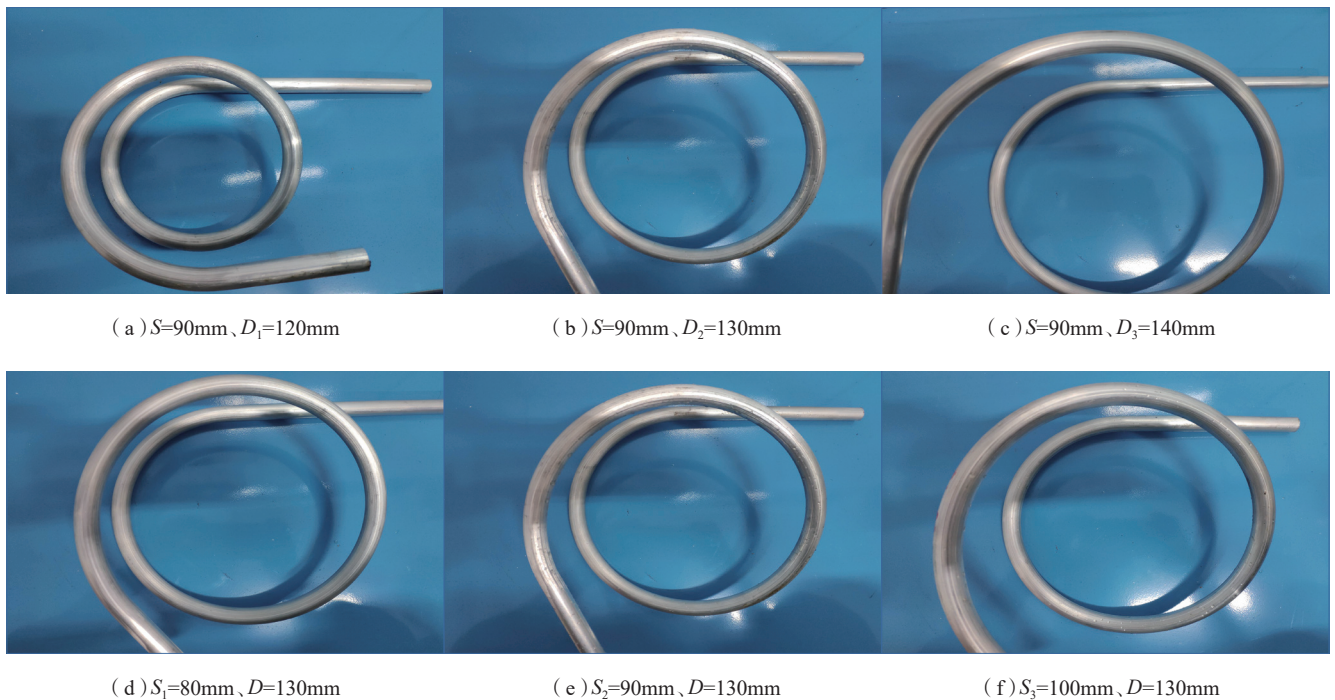 （a）S=90mm、D₁=120mm
（b）S=90mm、D₂=130mm
（c）S=90mm、D₃=140mm
（d）S₁=80mm、D=130mm
（e）S₂=90mm、D=130mm
（f）S₃=100mm、D=130mm